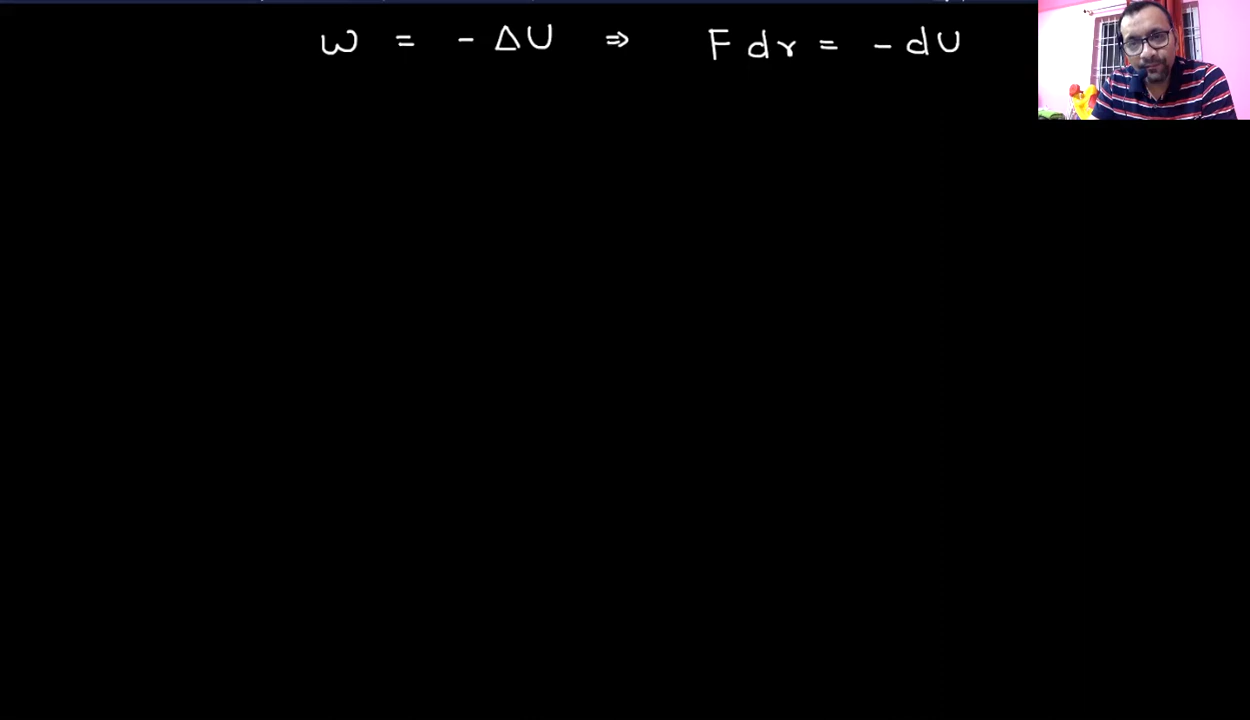 W = - ΔU ⇒ F dr = - dU